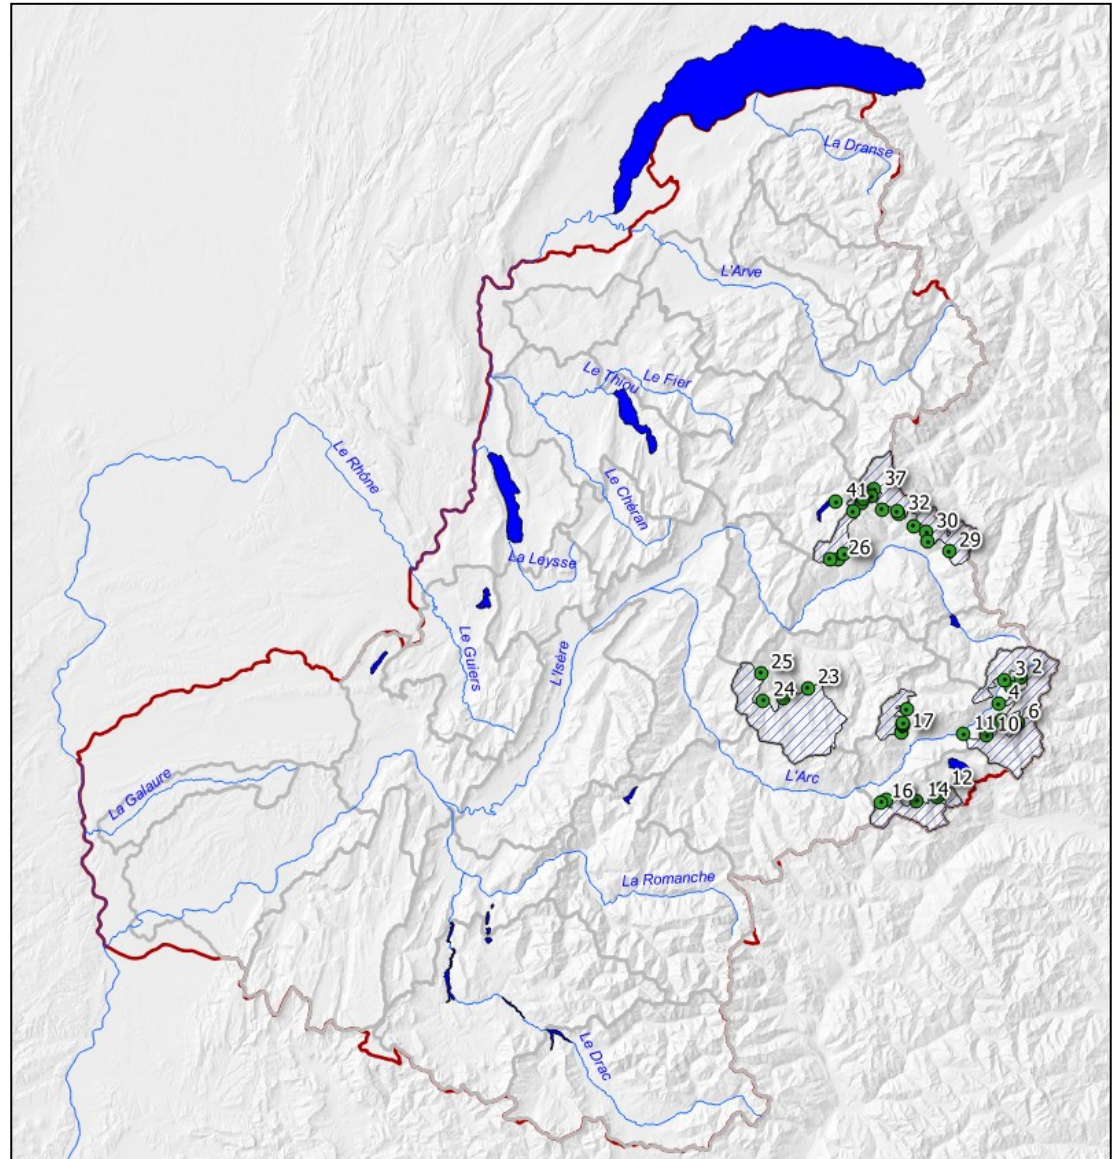 La Dranse
L'Arve
Le Thiou
Le Fier
Le Rhône
Le Chéran
37
41
32
30
29
26
La Leysse
L'Isère
Le Guiers
25
23
24
3
2
4
6
17
11
10
L'Arc
12
16
14
La Galaure
La Romanche
Le Drac